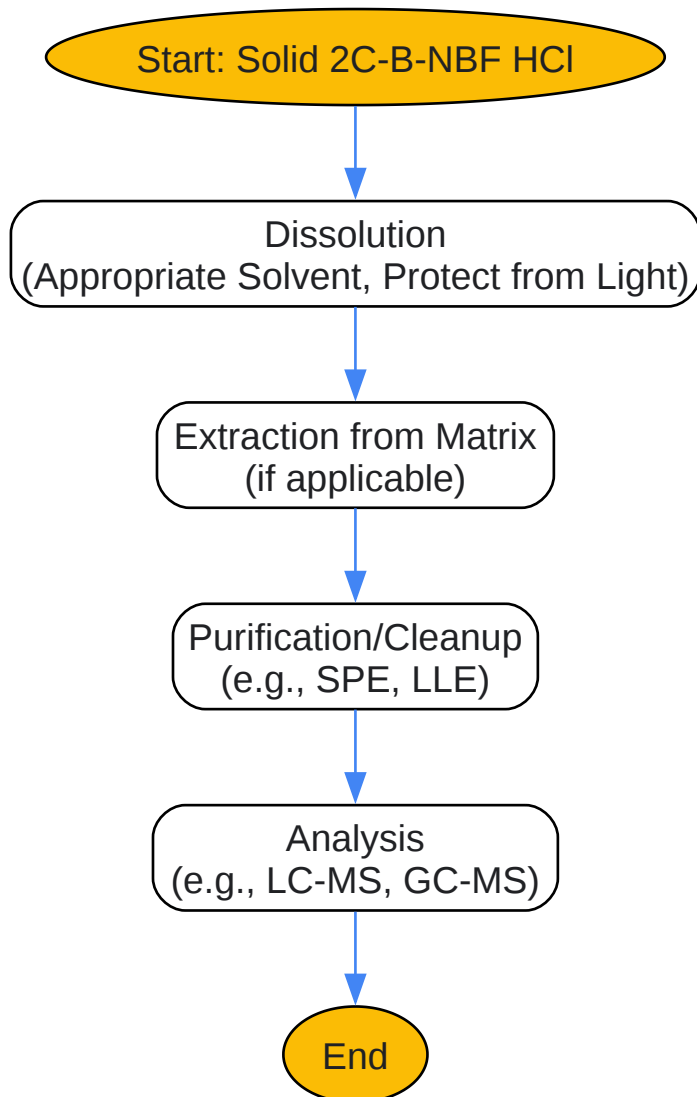 Start: Solid 2C-B-NBF HCl
Dissolution
(Appropriate Solvent, Protect from Light)
Extraction from Matrix
(if applicable)
Purification/Cleanup
(e.g., SPE, LLE)
Analysis
(e.g., LC-MS, GC-MS)
End